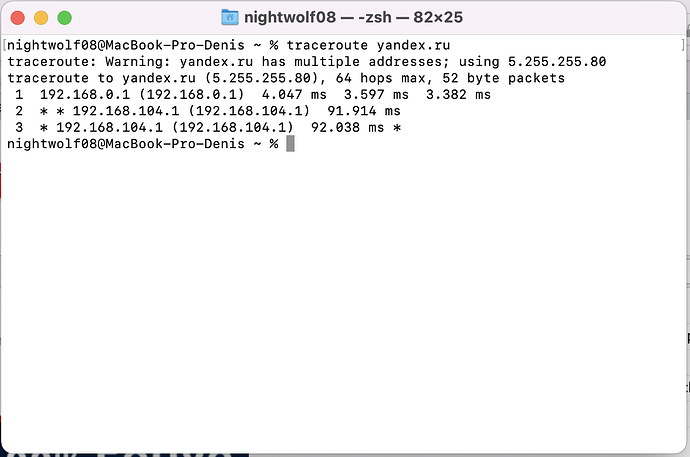 nightwolf08 — -zsh — 82×25
[nightwolf08@MacBook-Pro-Denis ~ % traceroute yandex.ru ]
traceroute: Warning: yandex.ru has multiple addresses; using 5.255.255.80
traceroute to yandex.ru (5.255.255.80), 64 hops max, 52 byte packets
1 192.168.0.1 (192.168.0.1) 4.047 ms 3.597 ms 3.382 ms
2 * * 192.168.104.1 (192.168.104.1) 91.914 ms
3 * 192.168.104.1 (192.168.104.1) 92.038 ms *
nightwolf08@MacBook-Pro-Denis ~ %